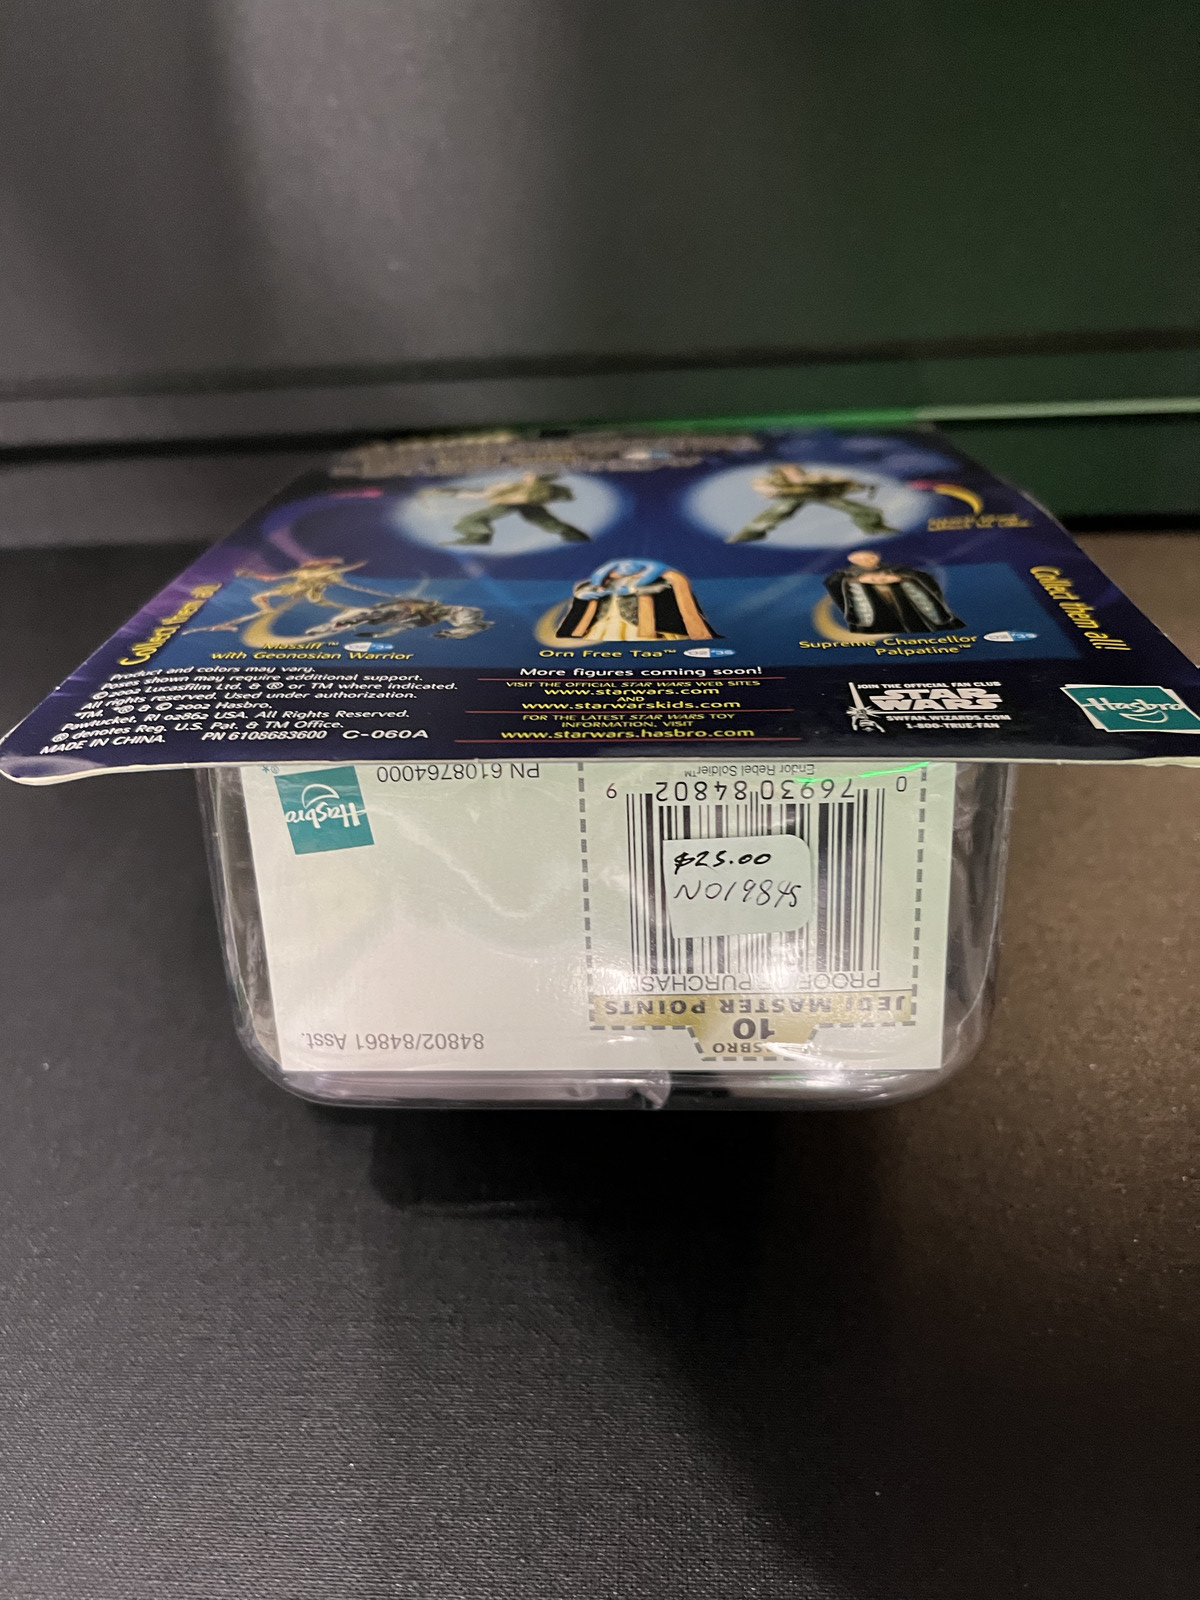 Collect them all!
Collect them all!
Massiff™ 02 34
with Geonosian Warrior
Orn Free Taa™ 02 35
Supreme Chancellor
Palpatine™
Product and colors may vary.
Poses shown may require additional support.
© 2002 Lucasfilm Ltd. & ® or TM where indicated.
All rights reserved. Used under authorization.
™ ® & © 2002 Hasbro.
Pawtucket, RI 02862 USA. All Rights Reserved.
® denotes Reg. U.S. Pat. & TM Office.
MADE IN CHINA. PN 6108683600 C-060A
More figures coming soon!
VISIT THE OFFICIAL STAR WARS WEB SITES
www.starwars.com
AND
www.starwarskids.com
FOR THE LATEST STAR WARS TOY
INFORMATION, VISIT
www.starwars.hasbro.com
JOIN THE OFFICIAL FAN CLUB
STAR
WARS
SWFAN.WIZARDS.COM
1-800-TRUE-FAN
Hasbro
Hasbro
PN 6108764000
84802/84861 Asst.
10
JEDI MASTER POINTS
PROOF OF PURCHASE
0 76930 84802 9
Endor Rebel Soldier™
$25.00
N019845